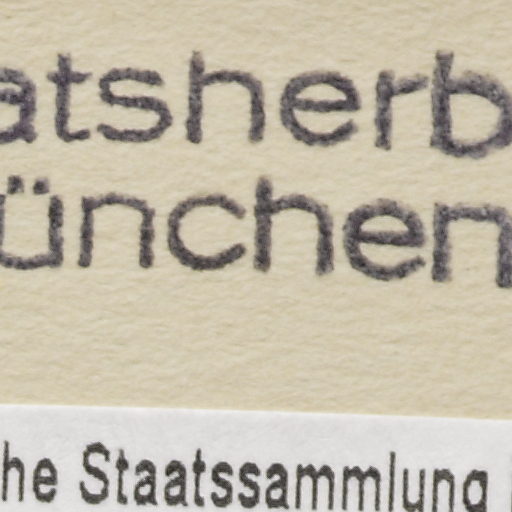 atsherb
ünchen
he Staatssammlung